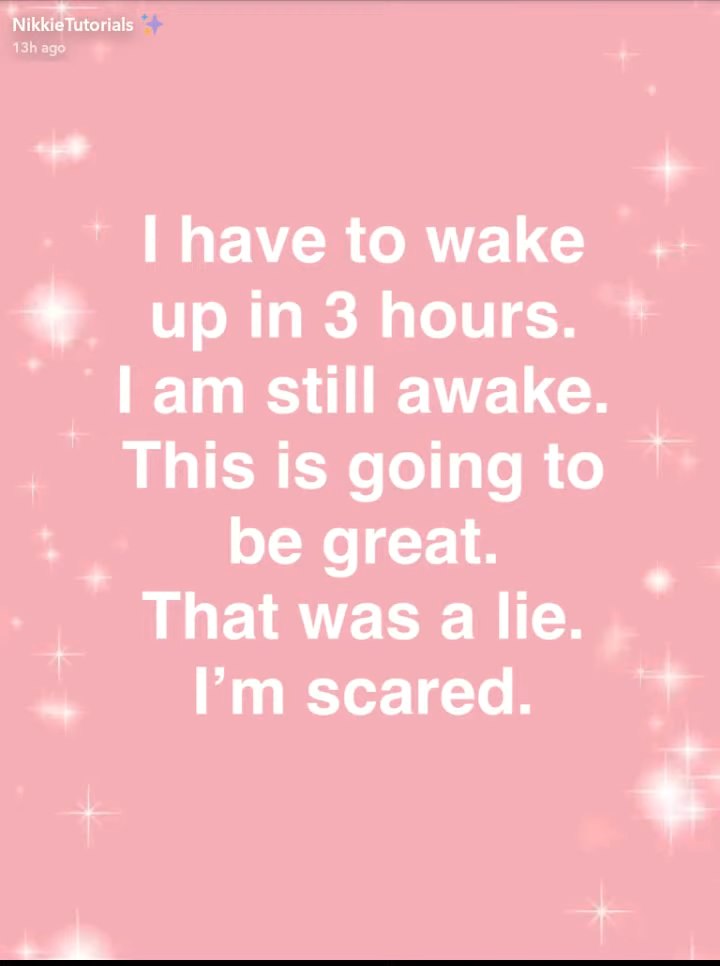 NikkieTutorials ✨
13h ago
I have to wake
up in 3 hours.
I am still awake.
This is going to
be great.
That was a lie.
I’m scared.